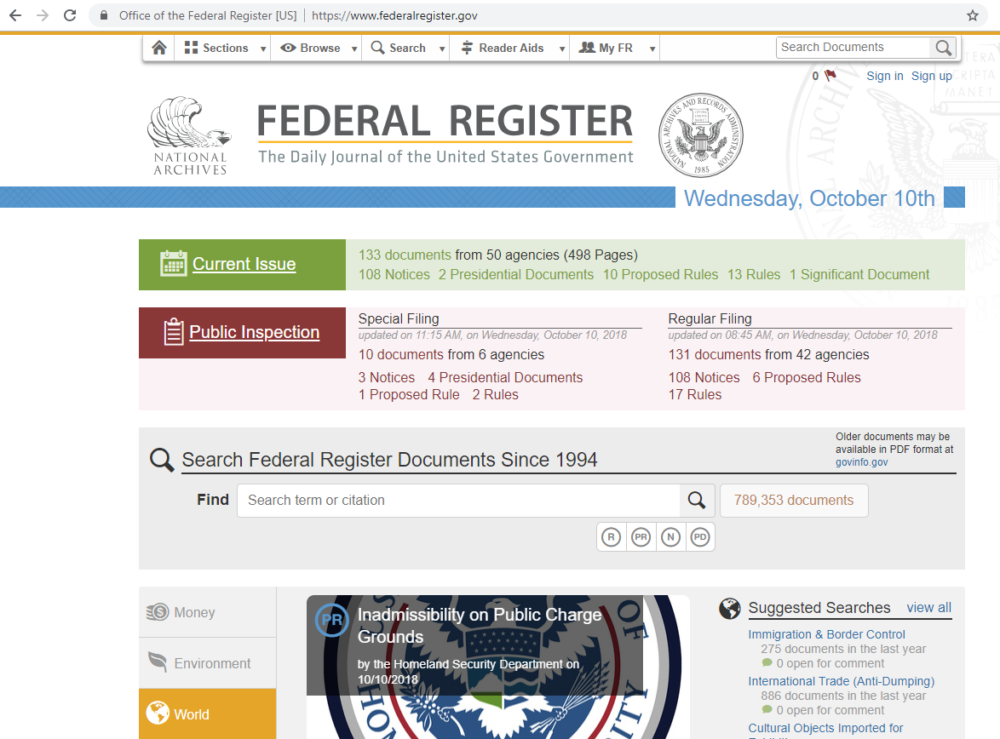 Office of the Federal Register [US] | https://www.federalregister.gov
Sections Browse Search Reader Aids My FR Search Documents
0 Sign in Sign up
NATIONAL ARCHIVES
FEDERAL REGISTER
The Daily Journal of the United States Government
NATIONAL ARCHIVES AND RECORDS ADMINISTRATION
1985
LITTERA
SCRIPTA
MANET
Wednesday, October 10th
Current Issue
133 documents from 50 agencies (498 Pages)
108 Notices 2 Presidential Documents 10 Proposed Rules 13 Rules 1 Significant Document
Public Inspection
Special Filing
updated on 11:15 AM, on Wednesday, October 10, 2018
10 documents from 6 agencies
3 Notices 4 Presidential Documents
1 Proposed Rule 2 Rules
Regular Filing
updated on 08:45 AM, on Wednesday, October 10, 2018
131 documents from 42 agencies
108 Notices 6 Proposed Rules
17 Rules
Search Federal Register Documents Since 1994
Older documents may be
available in PDF format at
govinfo.gov
Find Search term or citation 789,353 documents
R PR N PD
Money
Environment
World
PR
Inadmissibility on Public Charge
Grounds
by the Homeland Security Department on
10/10/2018
Suggested Searches view all
Immigration & Border Control
275 documents in the last year
0 open for comment
International Trade (Anti-Dumping)
886 documents in the last year
0 open for comment
Cultural Objects Imported for